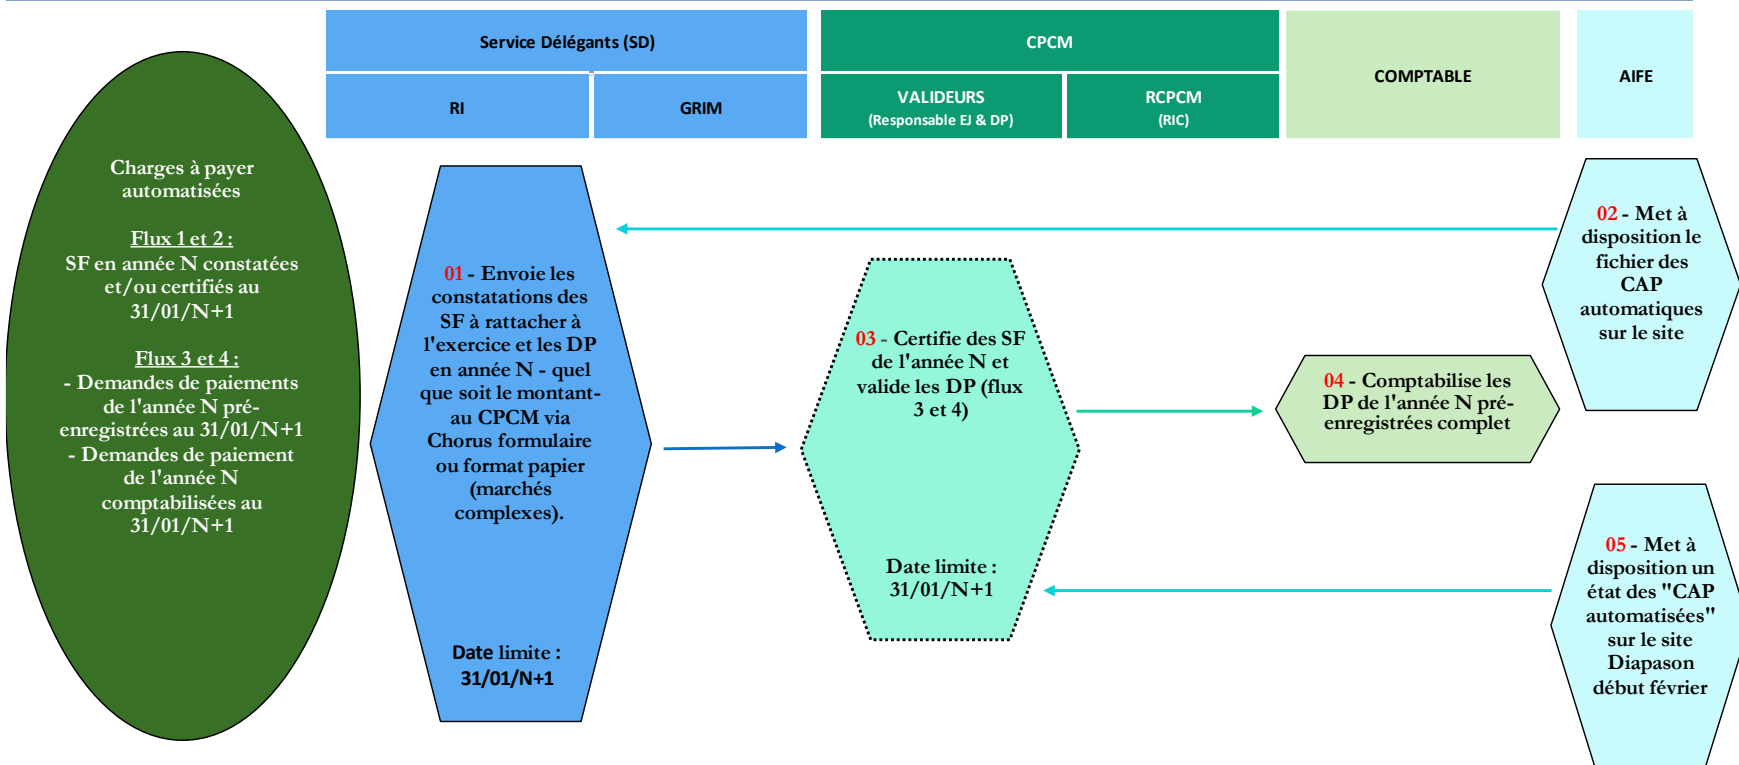 Service Délégants (SD)
CPCM
COMPTABLE
AIFE
RI
GRIM
VALIDEURS
(Responsable EJ & DP)
RCPCM
(RIC)
Charges à payer
automatisées
Flux 1 et 2 :
SF en année N constatées
et/ou certifiés au
31/01/N+1
Flux 3 et 4 :
- Demandes de paiements
de l'année N pré-
enregistrées au 31/01/N+1
- Demandes de paiement
de l'année N
comptabilisées au
31/01/N+1
01 - Envoie les
constatations des
SF à rattacher à
l'exercice et les DP
en année N - quel
que soit le montant-
au CPCM via
Chorus formulaire
ou format papier
(marchés
complexes).
Date limite :
31/01/N+1
02 - Met à
disposition le
fichier des
CAP
automatiques
sur le site
03 - Certifie des SF
de l'année N et
valide les DP (flux
3 et 4)
Date limite :
31/01/N+1
04 - Comptabilise les
DP de l'année N pré-
enregistrées complet
05 - Met à
disposition un
état des "CAP
automatisées"
sur le site
Diapason
début février